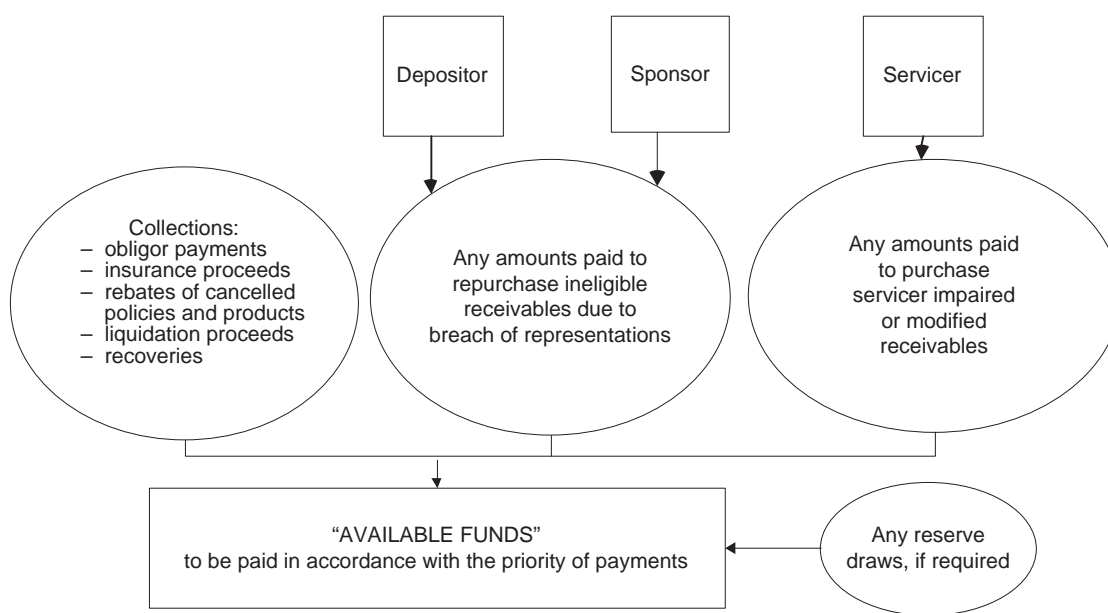 Depositor
Sponsor
Servicer
Collections:
– obligor payments
– insurance proceeds
– rebates of cancelled
policies and products
– liquidation proceeds
– recoveries
Any amounts paid to
repurchase ineligible
receivables due to
breach of representations
Any amounts paid
to purchase
servicer impaired
or modified
receivables
“AVAILABLE FUNDS”
to be paid in accordance with the priority of payments
Any reserve
draws, if required